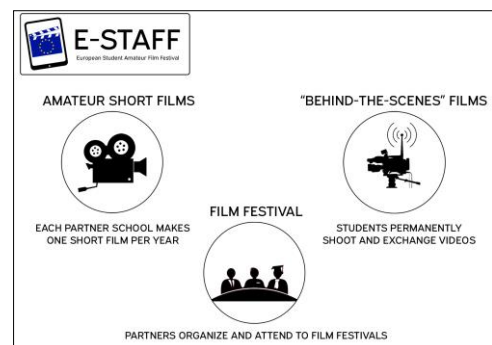 E-STAFF
European Student Amateur Film Festival
AMATEUR SHORT FILMS
EACH PARTNER SCHOOL MAKES
ONE SHORT FILM PER YEAR
"BEHIND-THE-SCENES" FILMS
STUDENTS PERMANENTLY
SHOOT AND EXCHANGE VIDEOS
FILM FESTIVAL
PARTNERS ORGANIZE AND ATTEND TO FILM FESTIVALS